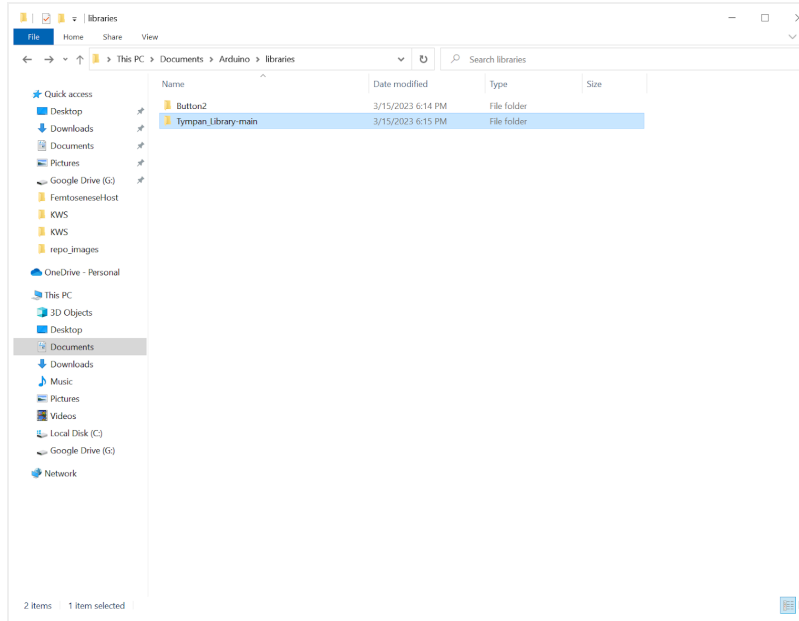 libraries
File Home Share View
This PC Documents Arduino libraries Search libraries
Name Date modified Type Size
Button2 3/15/2023 6:14 PM File folder
Tympan_Library-main 3/15/2023 6:15 PM File folder
Quick access
Desktop
Downloads
Documents
Pictures
Google Drive (G:)
FemtoseneseHost
KWS
KWS
repo_images
OneDrive - Personal
This PC
3D Objects
Desktop
Documents
Downloads
Music
Pictures
Videos
Local Disk (C:)
Google Drive (G:)
Network
2 items 1 item selected